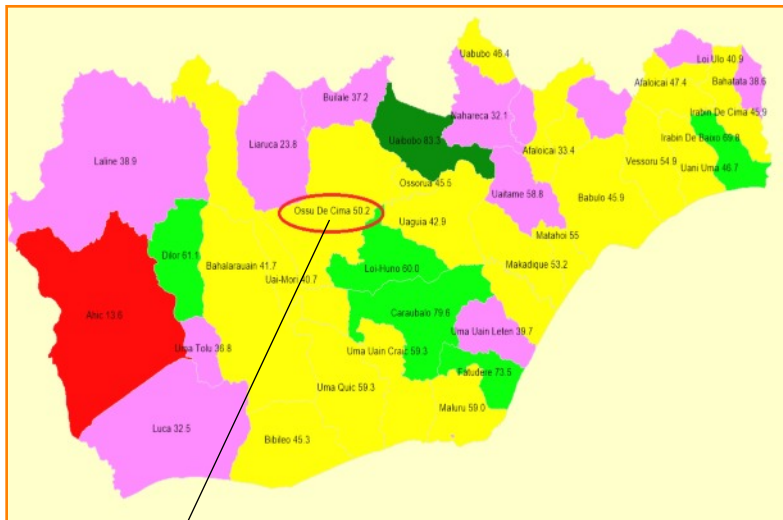 Uabubo 46.4
Loi Ulo 40.9
Afaloicai 47.4
Bahatata 38.6
Builale 37.2
Nahareca 32.1
Irabin De Cima 45.9
Uaibobo 83.3
Irabin De Baixo 69.8
Liaruca 23.8
Afaloicai 33.4
Laline 38.9
Vessoru 54.9
Uani Uma 46.7
Ossorua 45.5
Uaitame 58.8
Babulo 45.9
Ossu De Cima 50.2
Uaguia 42.9
Matahoi 55
Dilor 61.1
Bahalarauain 41.7
Makadique 53.2
Loi-Huno 60.0
Uai-Mori 40.7
Caraubalo 79.6
Ahic 13.6
Uma Uain Leten 39.7
Uma Tolu 36.8
Uma Uain Craic 59.3
Fatudere 73.5
Uma Quic 59.3
Maluru 59.0
Luca 32.5
Bibileo 45.3